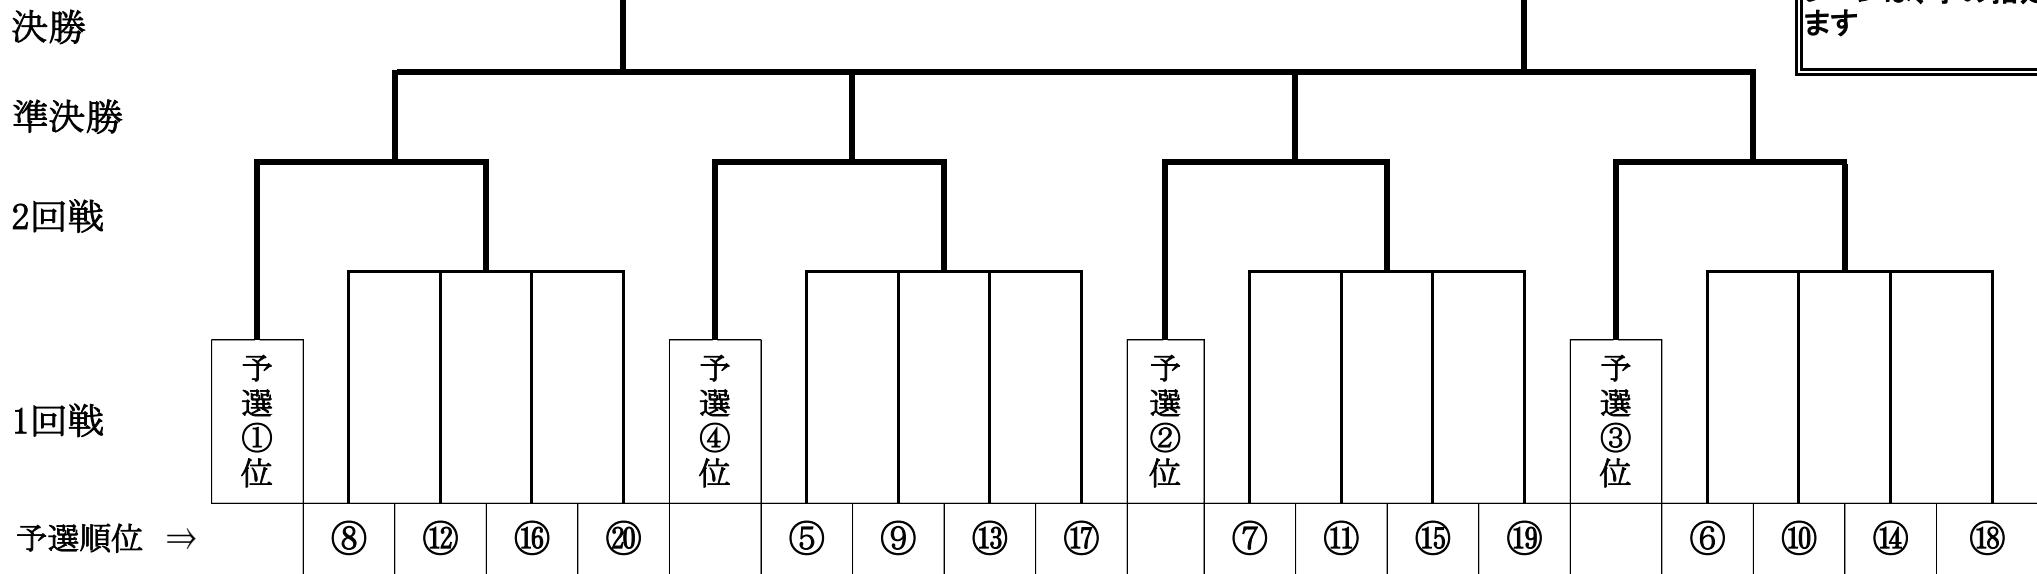 決勝
ます
準決勝
2回戦
1回戦
予選①位
予選④位
予選②位
予選③位
予選順位 ⇒ ⑧ ⑫ ⑯ ⑳ ⑤ ⑨ ⑬ ⑰ ⑦ ⑪ ⑮ ⑲ ⑥ ⑩ ⑭ ⑱